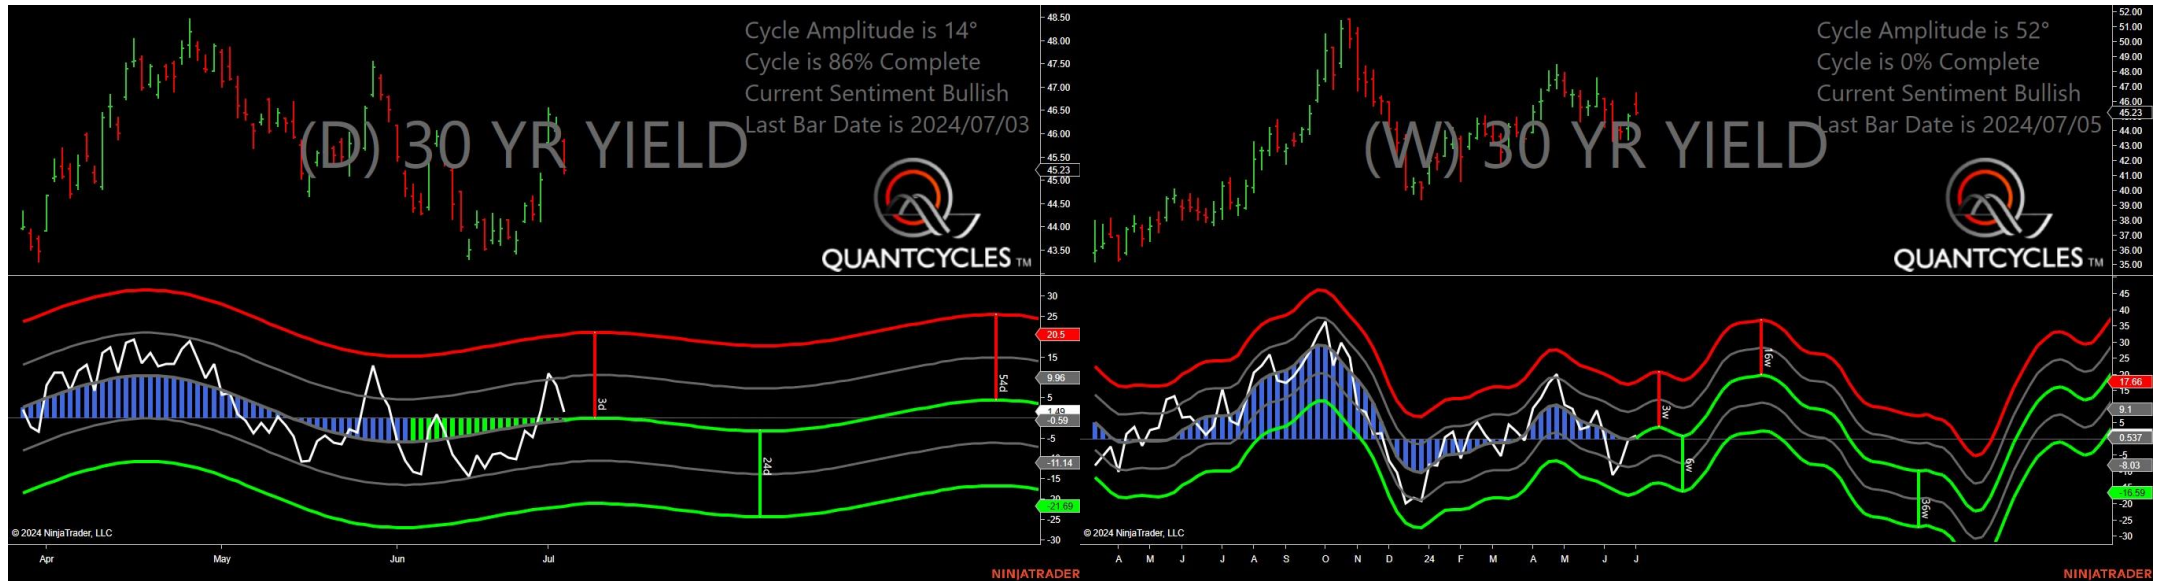 Cycle Amplitude is 14°
Cycle is 86% Complete
Current Sentiment Bullish
Last Bar Date is 2024/07/03
(D) 30 YR YIELD
QUANTCYCLES TM
48.50
48.00
47.50
47.00
46.50
46.00
45.50
45.23
45.00
44.50
44.00
43.50
30
25
20.5
15
9.96
5
1.49
-0.59
-5
-11.14
-15
-21.69
-25
-30
3d
24d
54d
© 2024 NinjaTrader, LLC
Apr May Jun Jul
NINJATRADER
Cycle Amplitude is 52°
Cycle is 0% Complete
Current Sentiment Bullish
Last Bar Date is 2024/07/05
(W) 30 YR YIELD
QUANTCYCLES TM
52.00
51.00
50.00
49.00
48.00
47.00
46.00
45.23
44.00
43.00
42.00
41.00
40.00
39.00
38.00
37.00
36.00
35.00
45
40
35
30
25
17.66
9.1
5
0.537
-5
-8.03
-16.59
-20
-25
-30
3w
6w
16w
36w
© 2024 NinjaTrader, LLC
A M J J A S O N D 24 F M A M J J
NINJATRADER